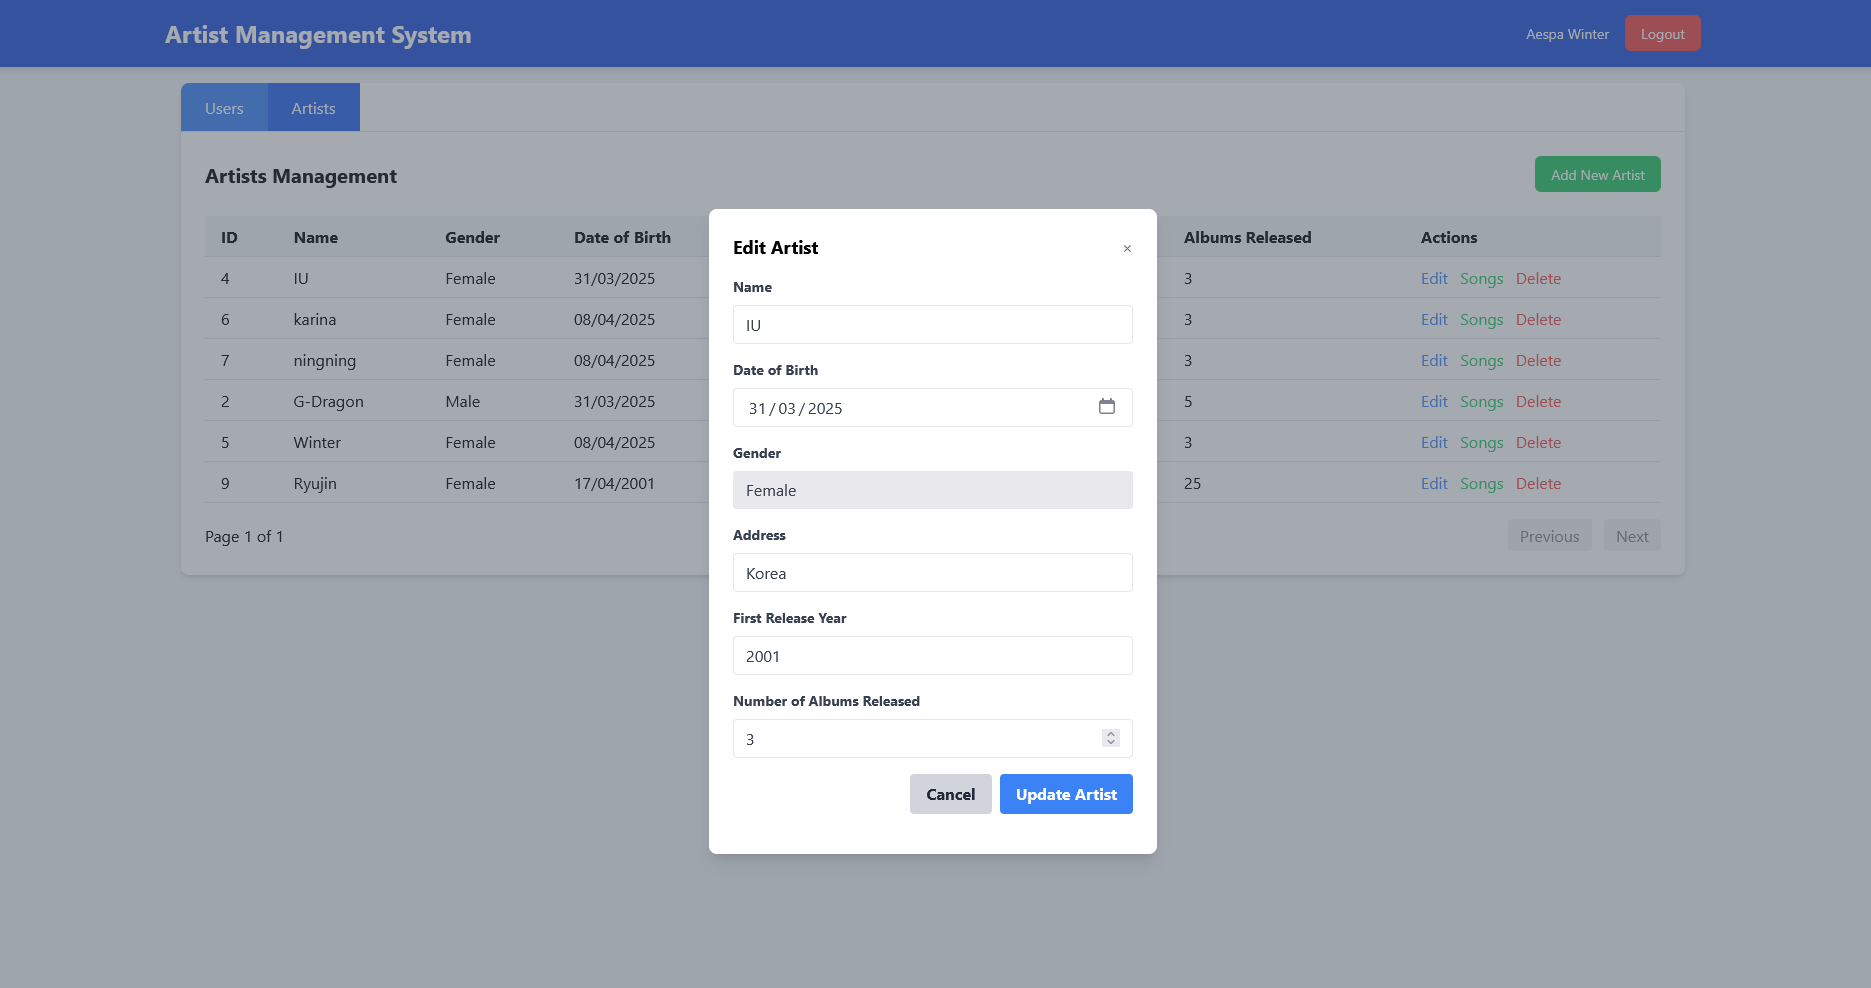 Artist Management System
Aespa Winter Logout
Users Artists
Artists Management
Add New Artist
ID Name Gender Date of Birth Albums Released Actions
4 IU Female 31/03/2025 3 Edit Songs Delete
6 karina Female 08/04/2025 3 Edit Songs Delete
7 ningning Female 08/04/2025 3 Edit Songs Delete
2 G-Dragon Male 31/03/2025 5 Edit Songs Delete
5 Winter Female 08/04/2025 3 Edit Songs Delete
9 Ryujin Female 17/04/2001 25 Edit Songs Delete
Page 1 of 1
Previous Next
Edit Artist ×
Name
IU
Date of Birth
31/03/2025
Gender
Female
Address
Korea
First Release Year
2001
Number of Albums Released
3
Cancel Update Artist